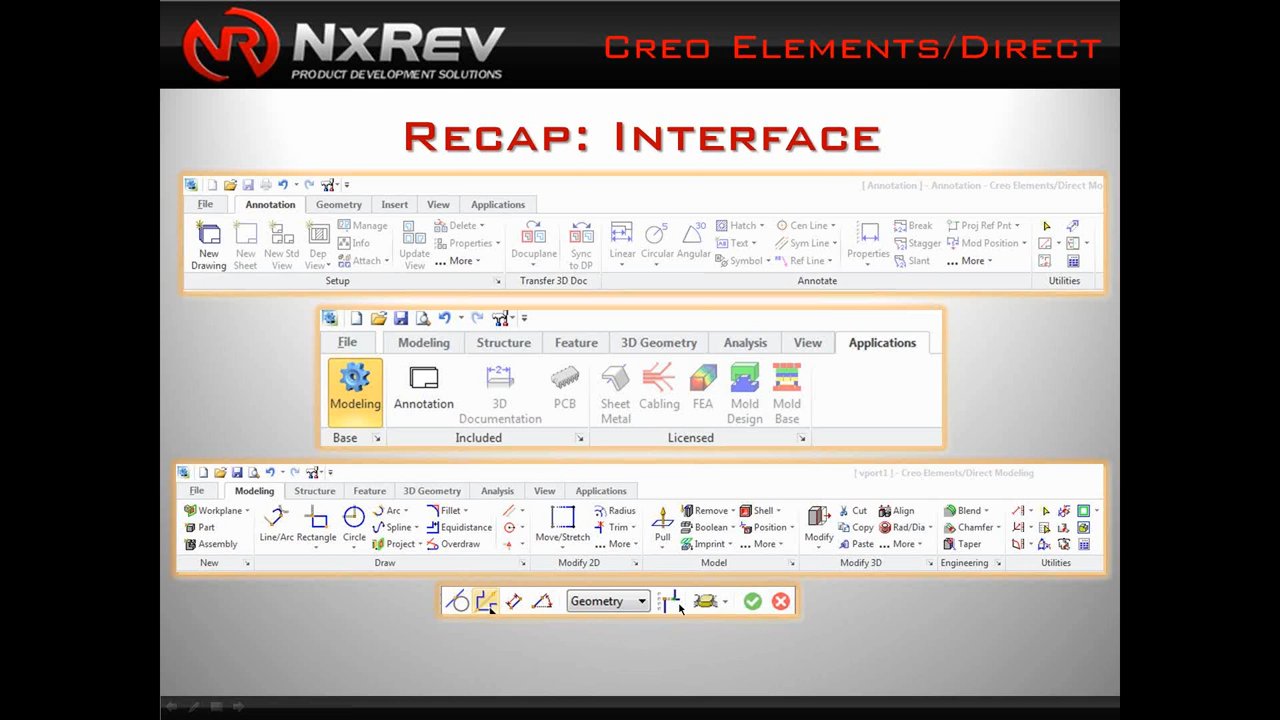 NxRev
PRODUCT DEVELOPMENT SOLUTIONS
Creo Elements/Direct
Recap: Interface
[ Annotation ] - Annotation - Creo Elements/Direct Mo
File Annotation Geometry Insert View Applications
New Drawing New Sheet New Std View Dep View Manage Info Attach Update View Delete Properties ... More Docuplane Sync to DP Linear Circular Angular Hatch Text Symbol Cen Line Sym Line Ref Line Properties Break Stagger Slant Proj Ref Pnt Mod Position ... More
Setup Transfer 3D Doc Annotate Utilities
File Modeling Structure Feature 3D Geometry Analysis View Applications
Modeling Annotation 3D Documentation PCB Sheet Metal Cabling FEA Mold Design Mold Base
Base Included Licensed
[ vport1 ] - Creo Elements/Direct Modeling
File Modeling Structure Feature 3D Geometry Analysis View Applications
Workplane Part Assembly Line/Arc Rectangle Circle Arc Spline Project Fillet Equidistance Overdraw Move/Stretch Radius Trim ... More Pull Remove Boolean Imprint Shell Position ... More Modify Cut Copy Paste Align Rad/Dia ... More Blend Chamfer Taper
New Draw Modify 2D Model Modify 3D Engineering Utilities
Geometry